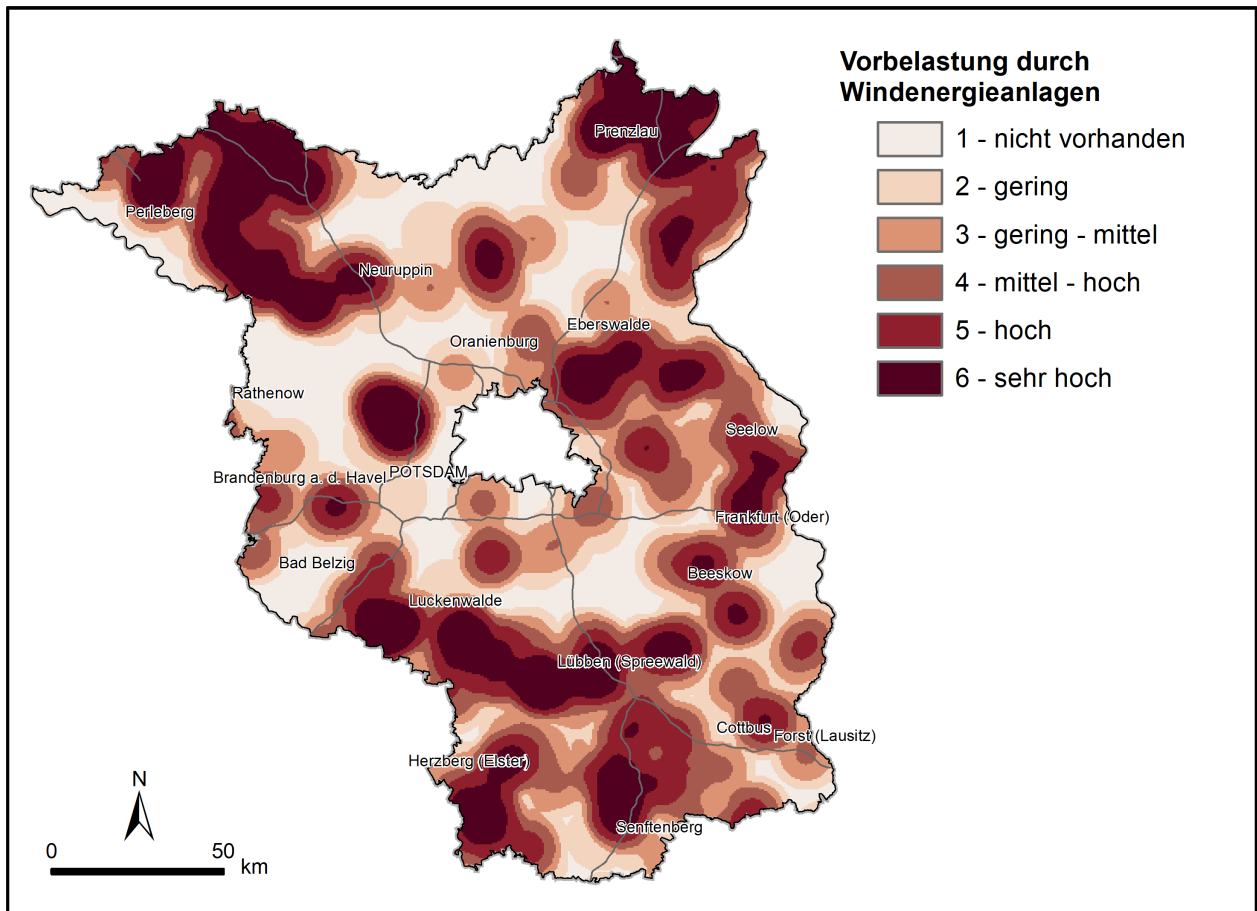 Vorbelastung durch
Windenergieanlagen
1 - nicht vorhanden
2 - gering
3 - gering - mittel
4 - mittel - hoch
5 - hoch
6 - sehr hoch
Prenzlau
Perleberg
Neuruppin
Eberswalde
Oranienburg
Rathenow
Seelow
Brandenburg a. d. Havel
POTSDAM
Frankfurt (Oder)
Bad Belzig
Beeskow
Luckenwalde
Lübben (Spreewald)
Cottbus
Forst (Lausitz)
Herzberg (Elster)
Senftenberg
N
0 50
km